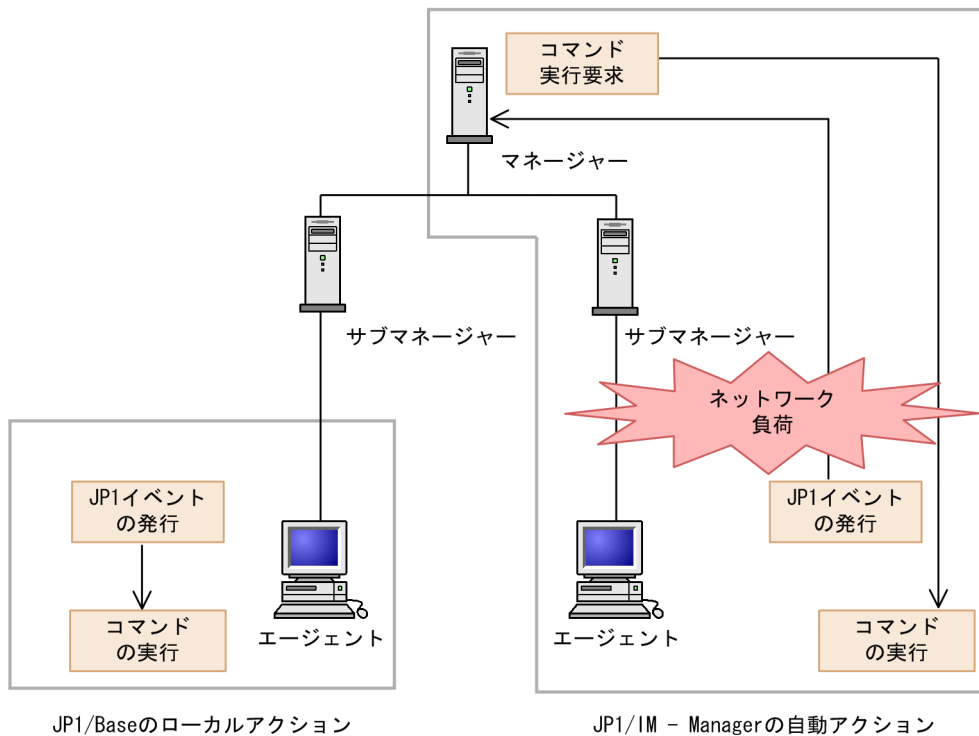 コマンド
実行要求
マネージャー
サブマネージャー
サブマネージャー
ネットワーク
負荷
JP1イベント
の発行
JP1イベント
の発行
コマンド
の実行
エージェント
エージェント
コマンド
の実行
JP1/Baseのローカルアクション
JP1/IM - Managerの自動アクション